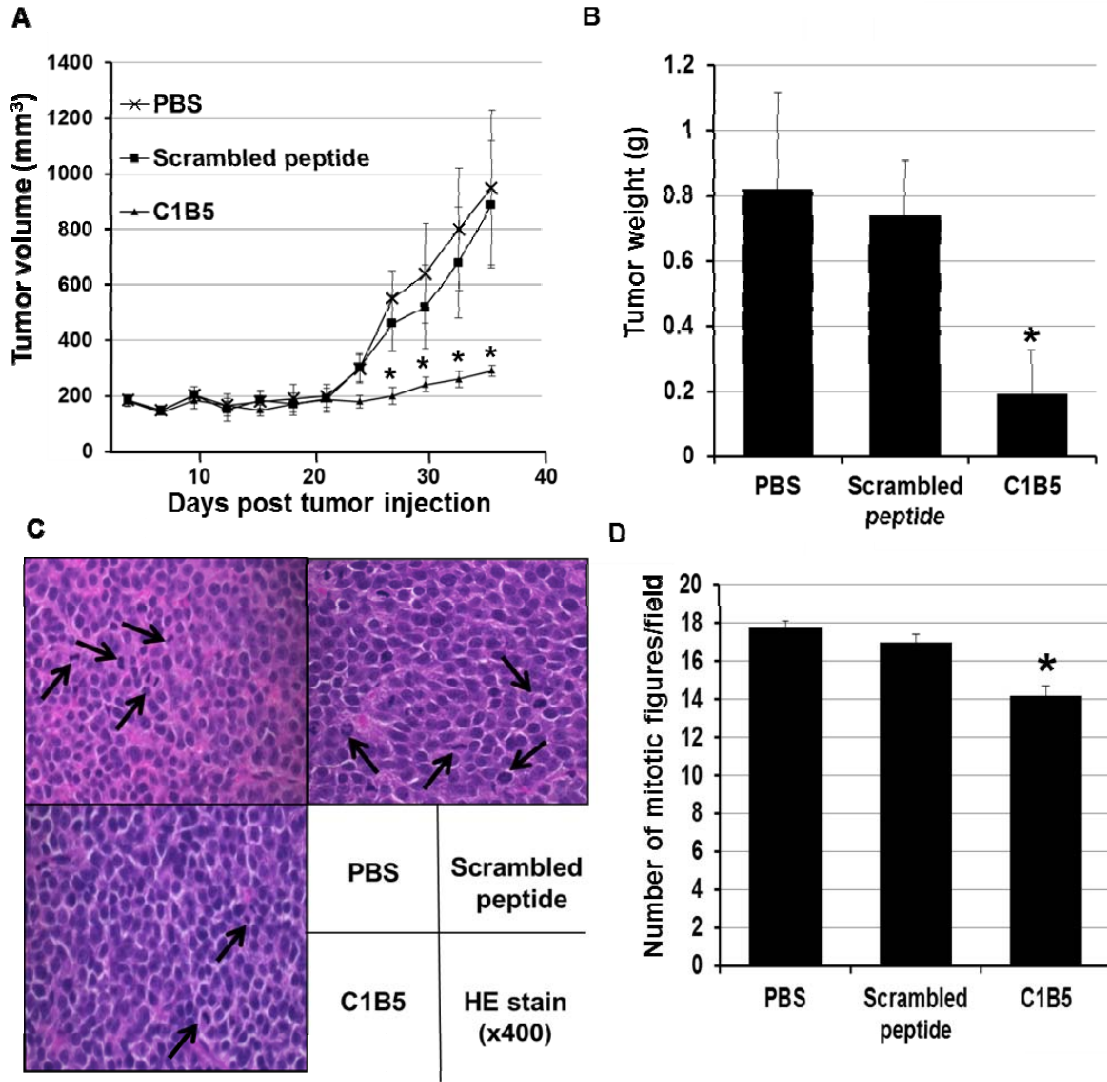 A
Tumor volume (mm³)
1400
1200
1000
800
600
400
200
0
PBS
Scrambled peptide
C1B5
*
*
*
*
10
20
30
40
Days post tumor injection
B
Tumor weight (g)
1.2
1
0.8
0.6
0.4
0.2
0
*
PBS
Scrambled
peptide
C1B5
C
PBS
Scrambled
peptide
C1B5
HE stain
(x400)
D
Number of mitotic figures/field
20
18
16
14
12
10
8
6
4
2
0
*
PBS
Scrambled
peptide
C1B5